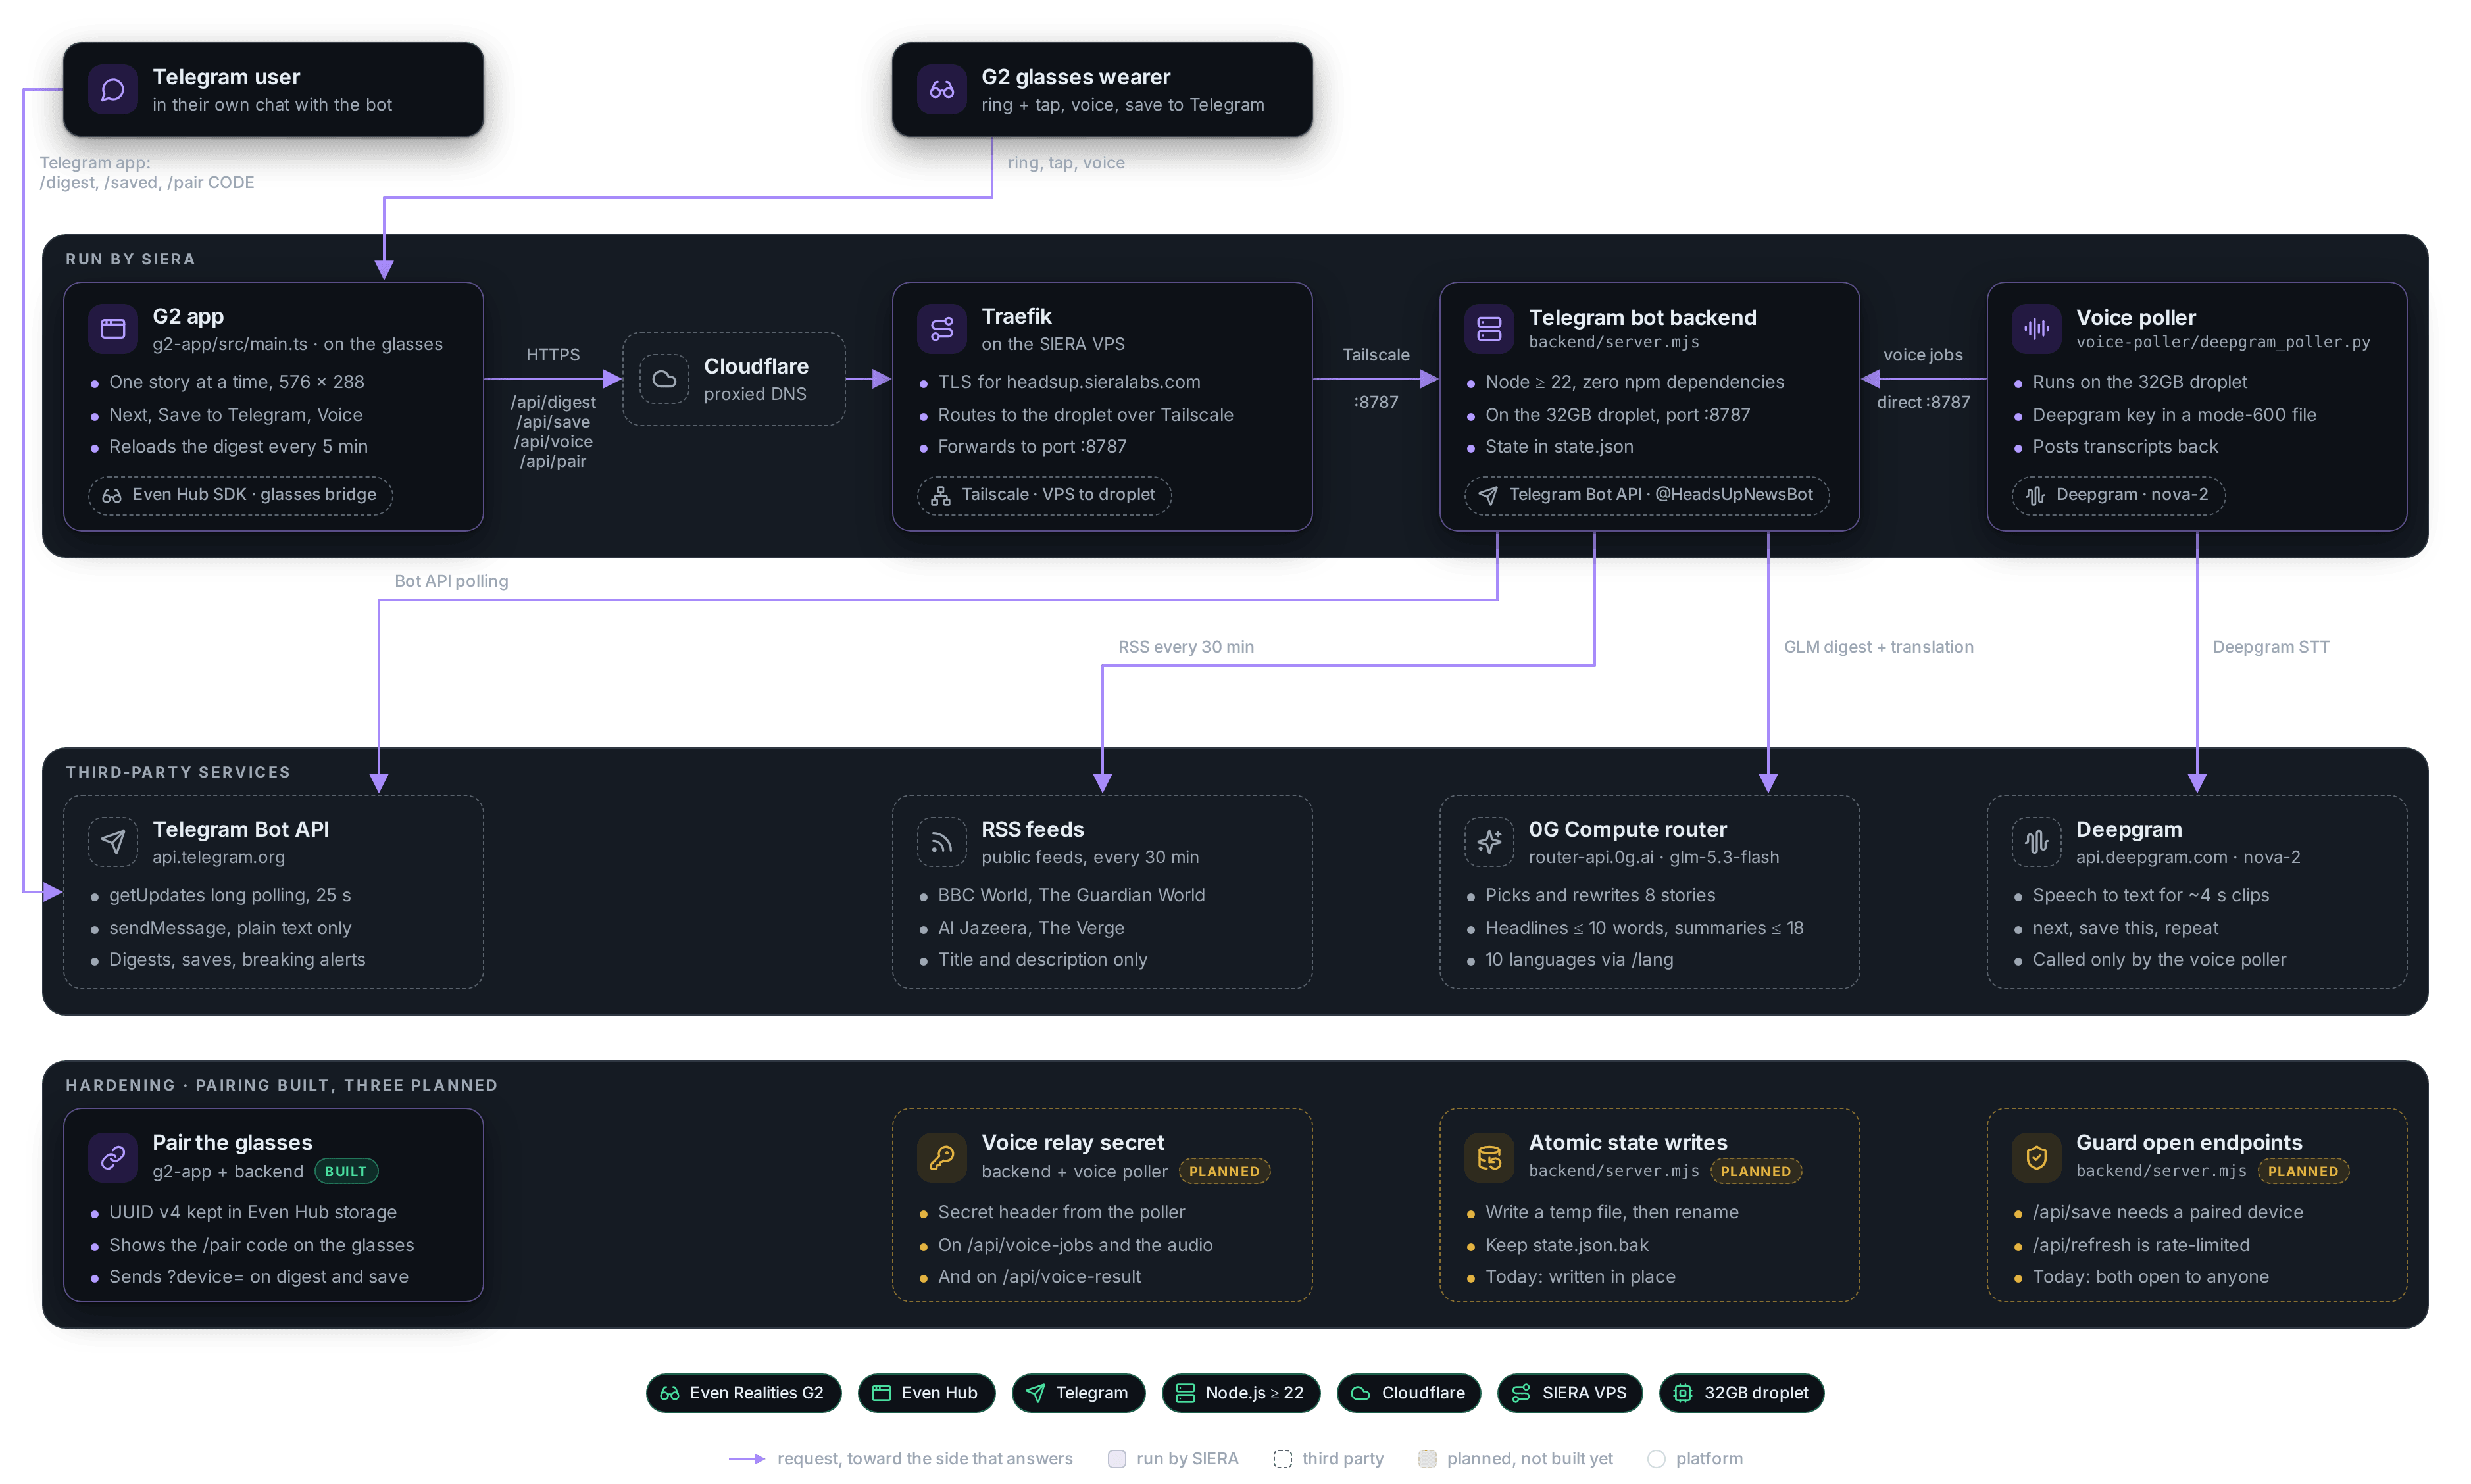 Telegram user
in their own chat with the bot
G2 glasses wearer
ring + tap, voice, save to Telegram
Telegram app:
/digest, /saved, /pair CODE
ring, tap, voice
RUN BY SIERA
G2 app
g2-app/src/main.ts · on the glasses
One story at a time, 576 × 288
Next, Save to Telegram, Voice
Reloads the digest every 5 min
Even Hub SDK · glasses bridge
HTTPS
/api/digest
/api/save
/api/voice
/api/pair
Cloudflare
proxied DNS
Traefik
on the SIERA VPS
TLS for headsup.sieralabs.com
Routes to the droplet over Tailscale
Forwards to port :8787
Tailscale · VPS to droplet
Tailscale
:8787
Telegram bot backend
backend/server.mjs
Node ≥ 22, zero npm dependencies
On the 32GB droplet, port :8787
State in state.json
Telegram Bot API · @HeadsUpNewsBot
voice jobs
direct :8787
Voice poller
voice-poller/deepgram_poller.py
Runs on the 32GB droplet
Deepgram key in a mode-600 file
Posts transcripts back
Deepgram · nova-2
Bot API polling
RSS every 30 min
GLM digest + translation
Deepgram STT
THIRD-PARTY SERVICES
Telegram Bot API
api.telegram.org
getUpdates long polling, 25 s
sendMessage, plain text only
Digests, saves, breaking alerts
RSS feeds
public feeds, every 30 min
BBC World, The Guardian World
Al Jazeera, The Verge
Title and description only
0G Compute router
router-api.0g.ai · glm-5.3-flash
Picks and rewrites 8 stories
Headlines ≤ 10 words, summaries ≤ 18
10 languages via /lang
Deepgram
api.deepgram.com · nova-2
Speech to text for ~4 s clips
next, save this, repeat
Called only by the voice poller
HARDENING · PAIRING BUILT, THREE PLANNED
Pair the glasses
g2-app + backend BUILT
UUID v4 kept in Even Hub storage
Shows the /pair code on the glasses
Sends ?device= on digest and save
Voice relay secret
backend + voice poller PLANNED
Secret header from the poller
On /api/voice-jobs and the audio
And on /api/voice-result
Atomic state writes
backend/server.mjs PLANNED
Write a temp file, then rename
Keep state.json.bak
Today: written in place
Guard open endpoints
backend/server.mjs PLANNED
/api/save needs a paired device
/api/refresh is rate-limited
Today: both open to anyone
Even Realities G2
Even Hub
Telegram
Node.js ≥ 22
Cloudflare
SIERA VPS
32GB droplet
request, toward the side that answers
run by SIERA
third party
planned, not built yet
platform